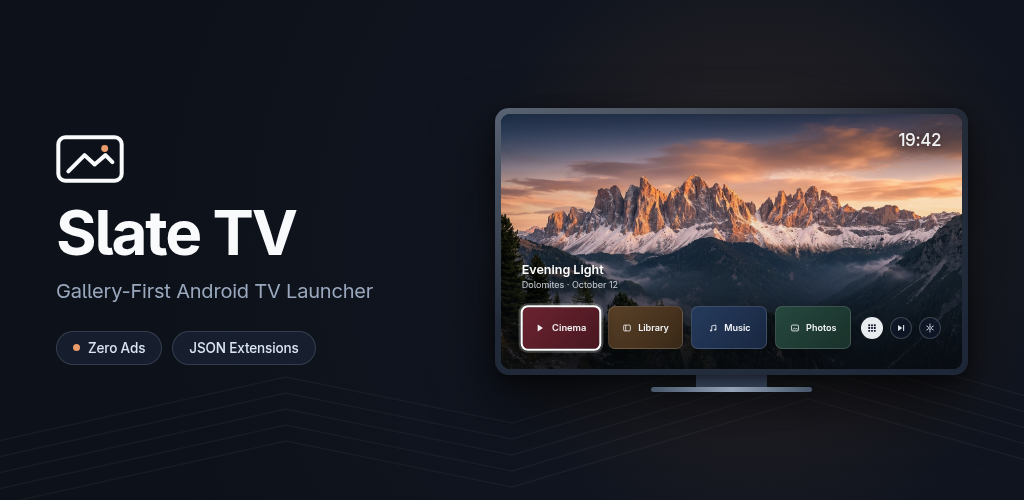 Slate TV
Gallery-First Android TV Launcher
Zero Ads
JSON Extensions
19:42
Evening Light
Dolomites · October 12
Cinema
Library
Music
Photos